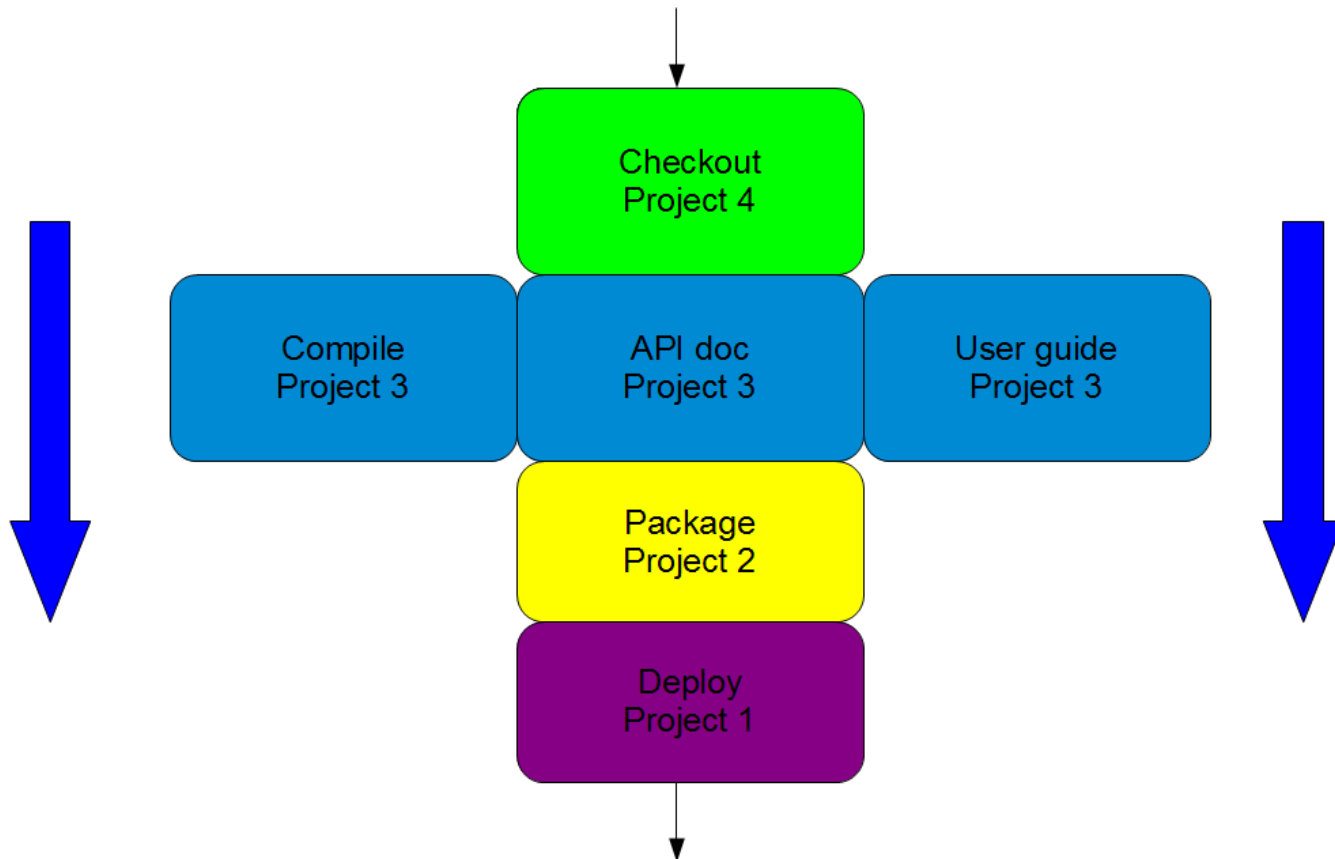 Checkout
Project 4
Compile
Project 3
API doc
Project 3
User guide
Project 3
Package
Project 2
Deploy
Project 1